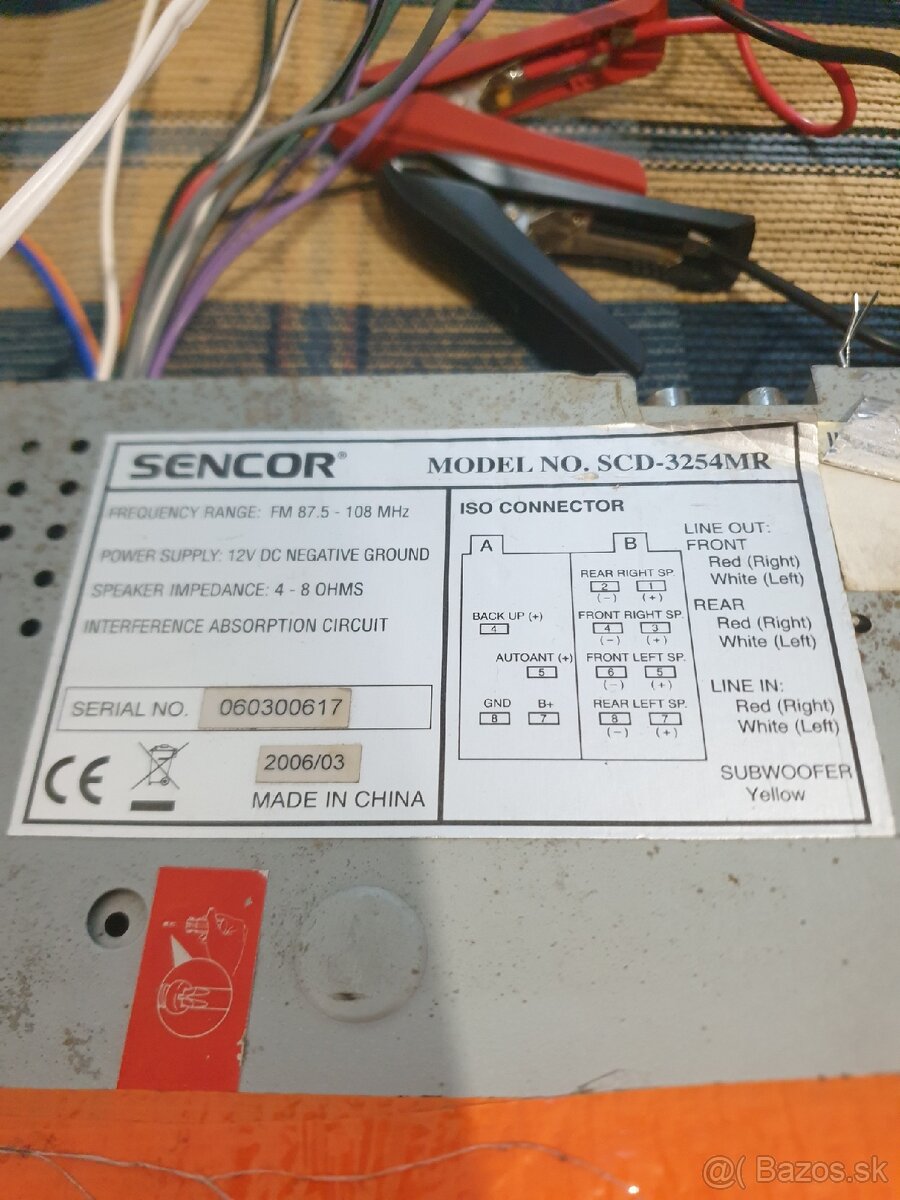 SENCOR®
MODEL NO. SCD-3254MR
FREQUENCY RANGE: FM 87.5 - 108 MHz
POWER SUPPLY: 12V DC NEGATIVE GROUND
SPEAKER IMPEDANCE: 4 - 8 OHMS
INTERFERENCE ABSORPTION CIRCUIT
SERIAL NO. 060300617
CE
2006/03
MADE IN CHINA
ISO CONNECTOR
A
BACK UP (+)
4
AUTOANT (+)
5
GND B+
8 7
B
REAR RIGHT SP.
2 1
(-) (+)
FRONT RIGHT SP.
4 3
(-) (+)
FRONT LEFT SP.
6 5
(-) (+)
REAR LEFT SP.
8 7
(-) (+)
LINE OUT:
FRONT
Red (Right)
White (Left)
REAR
Red (Right)
White (Left)
LINE IN:
Red (Right)
White (Left)
SUBWOOFER
Yellow
@( Bazos.sk